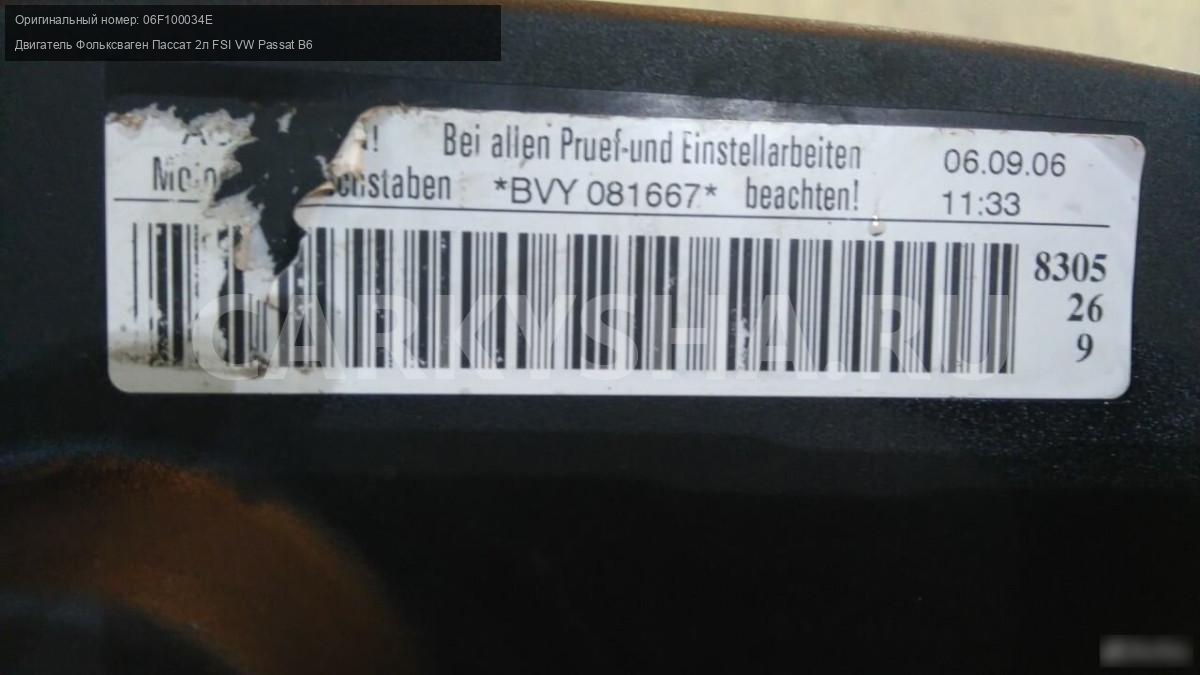 Оригинальный номер: 06F100034E
Двигатель Фольксваген Пассат 2л FSI VW Passat B6
! Bei allen Pruef-und Einstellarbeiten 06.09.06
chstaben *BVY 081667* beachten! 11:33
8305
26
9
CARKYSHA.RU